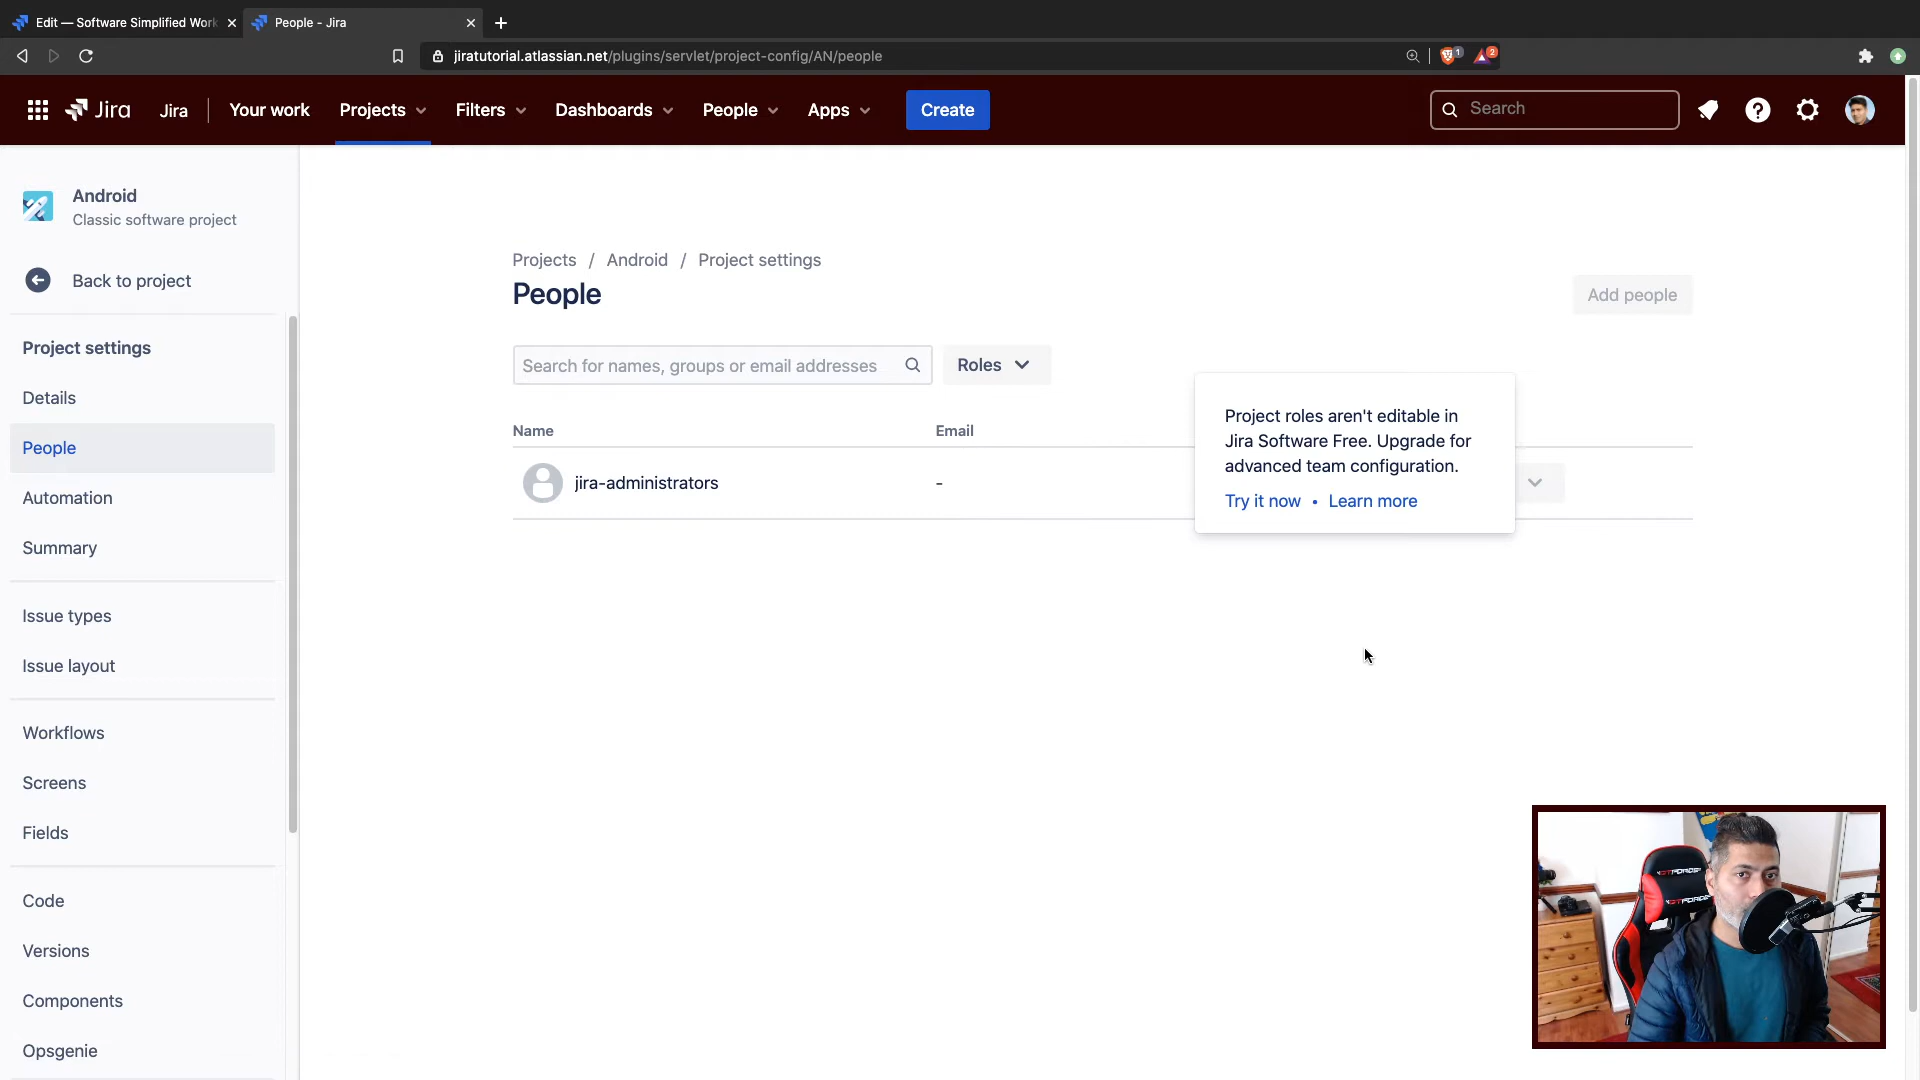 Edit — Software Simplified Work
People - Jira
jiratutorial.atlassian.net/plugins/servlet/project-config/AN/people
1
2
Jira
Jira
Your work
Projects
Filters
Dashboards
People
Apps
Create
Search
Android
Classic software project
Back to project
Project settings
Details
People
Automation
Summary
Issue types
Issue layout
Workflows
Screens
Fields
Code
Versions
Components
Opsgenie
Projects / Android / Project settings
People
Add people
Search for names, groups or email addresses
Roles
Name
Email
jira-administrators
-
Project roles aren't editable in
Jira Software Free. Upgrade for
advanced team configuration.
Try it now • Learn more